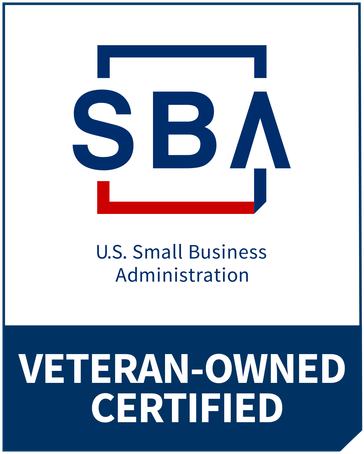 SBA
U.S. Small Business
Administration
VETERAN-OWNED
CERTIFIED